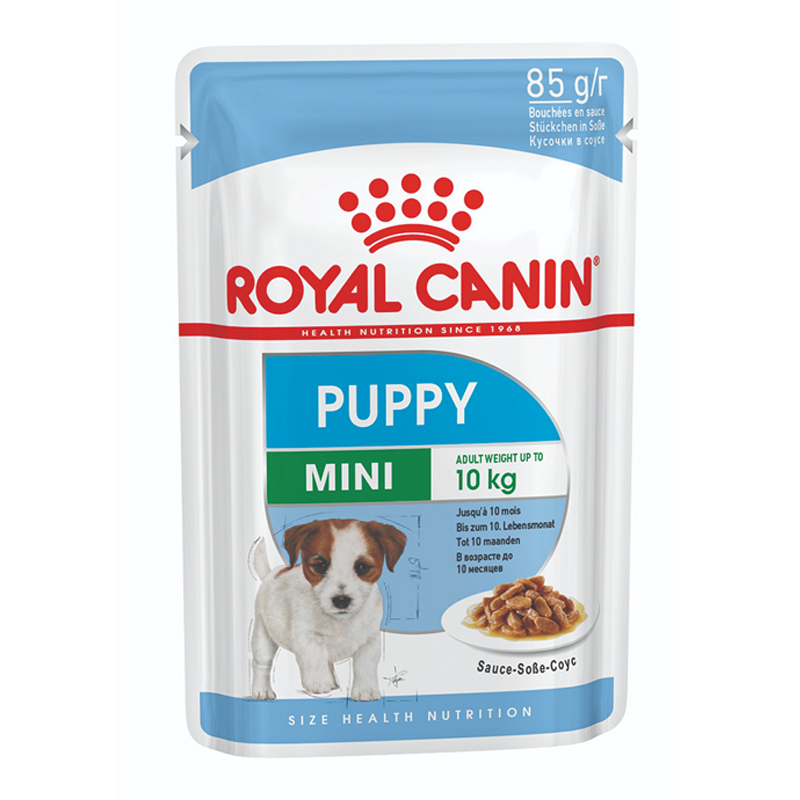 85 g/г
Bouchées en sauce
Stückchen in Soße
Кусочки в соусе
ROYAL CANIN®
HEALTH NUTRITION SINCE 1968
PUPPY
MINI
ADULT WEIGHT UP TO
10 kg
Jusqu'à 10 mois
Bis zum 10. Lebensmonat
Tot 10 maanden
В возрасте до
10 месяцев
Sauce-Soße-Соус
SIZE HEALTH NUTRITION